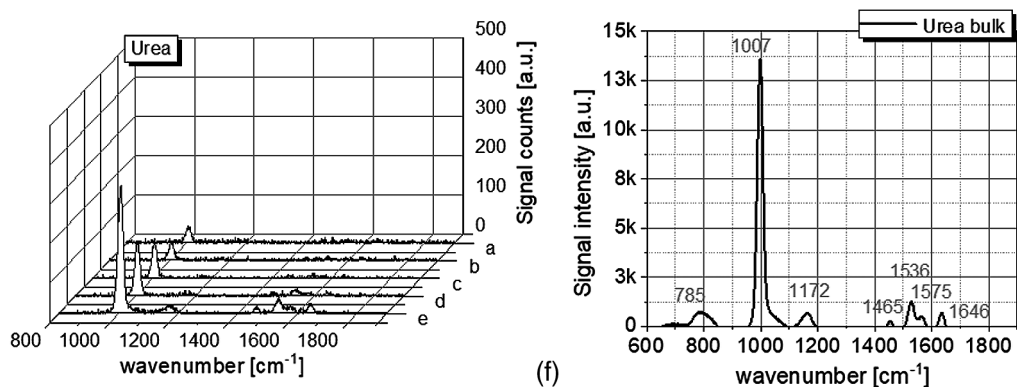 Urea
500
400
300
200
100
0
Signal counts [a.u.]
a
b
c
d
e
800 1000 1200 1400 1600 1800
wavenumber [cm⁻¹]
(f)
Urea bulk
15k
13k
10k
8k
5k
3k
0
Signal intensity [a.u.]
1007
785
1172
1465
1536
1575
1646
600 800 1000 1200 1400 1600 1800
wavenumber [cm⁻¹]